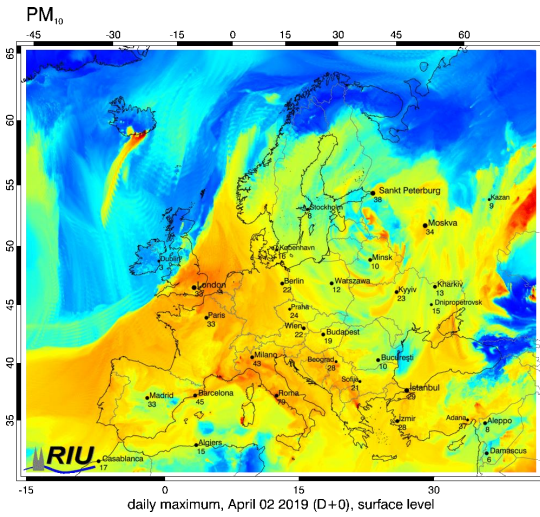 PM10
-45 -30 -15 0 15 30 45 60
65
60
Sankt Peterburg
38
Kazan
9
55
Stockholm
8
Moskva
34
København
16
50
Dublin
3
Minsk
10
London
Berlin
22
Warszawa
12
Kyyiv
23
Kharkiv
13
45
Paris
33
Praha
24
Dnipropetrovsk
15
Wien
22
Budapest
19
40
Milano
43
Beograd
28
București
10
Sofia
21
Madrid
33
Barcelona
45
Roma
79
Istanbul
29
35
Izmir
28
Adana
37
Aleppo
8
Algiers
15
Damascus
6
RIU
Casablanca
17
-15 0 15 30
daily maximum, April 02 2019 (D+0), surface level